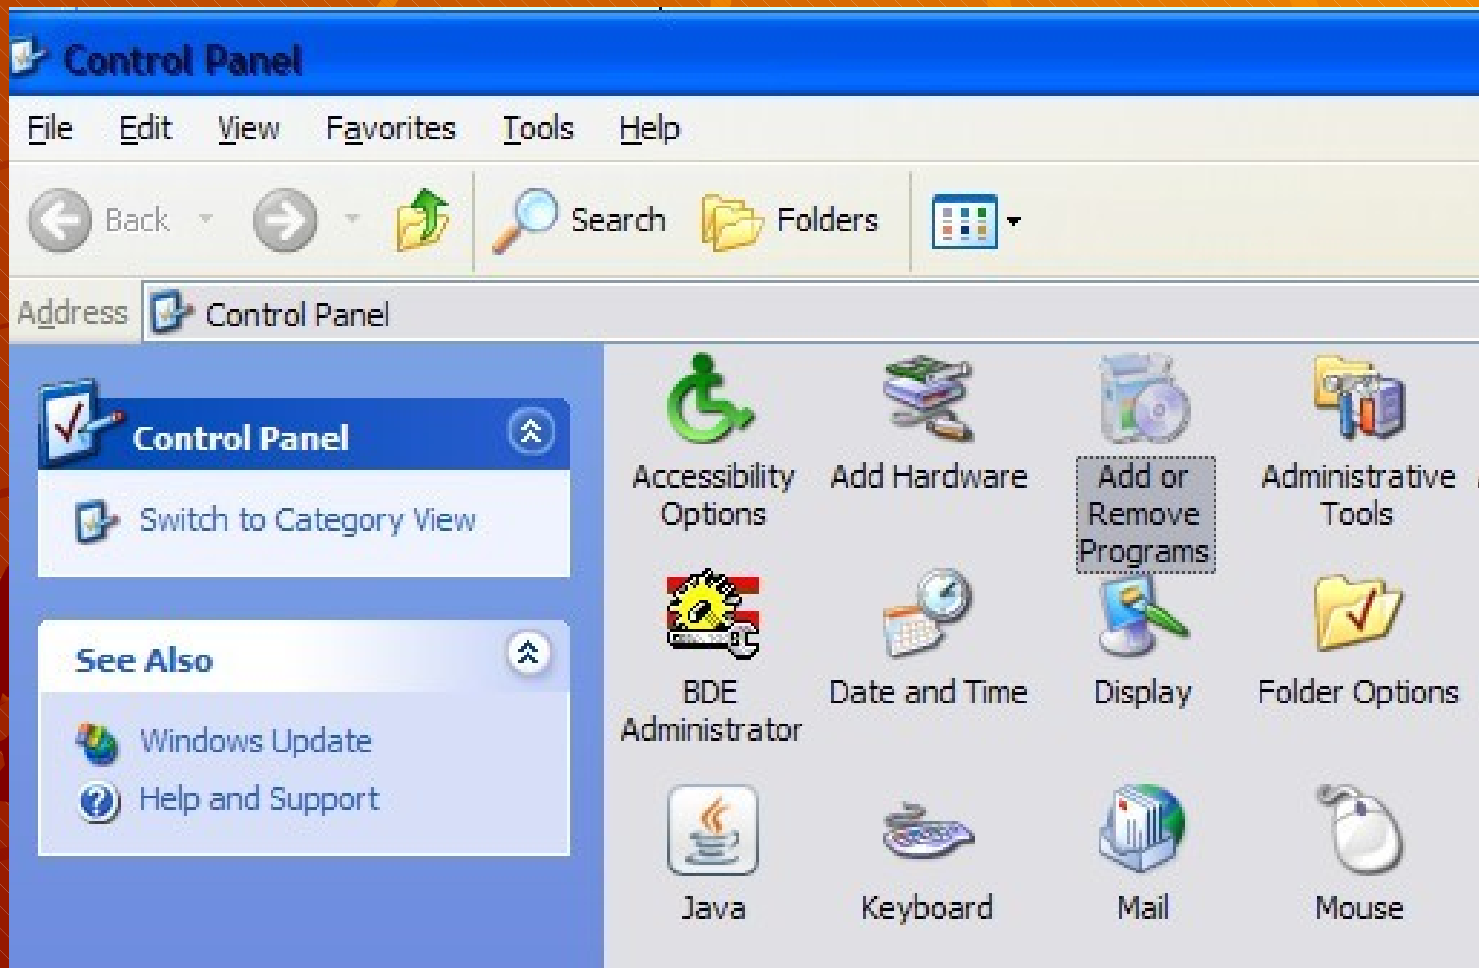 Control Panel
File Edit View Favorites Tools Help
Back Search Folders
Address Control Panel
Control Panel
Switch to Category View
See Also
Windows Update
Help and Support
Accessibility
Options
Add Hardware
Add or
Remove
Programs
Administrative
Tools
BDE
Administrator
Date and Time
Display
Folder Options
Java
Keyboard
Mail
Mouse